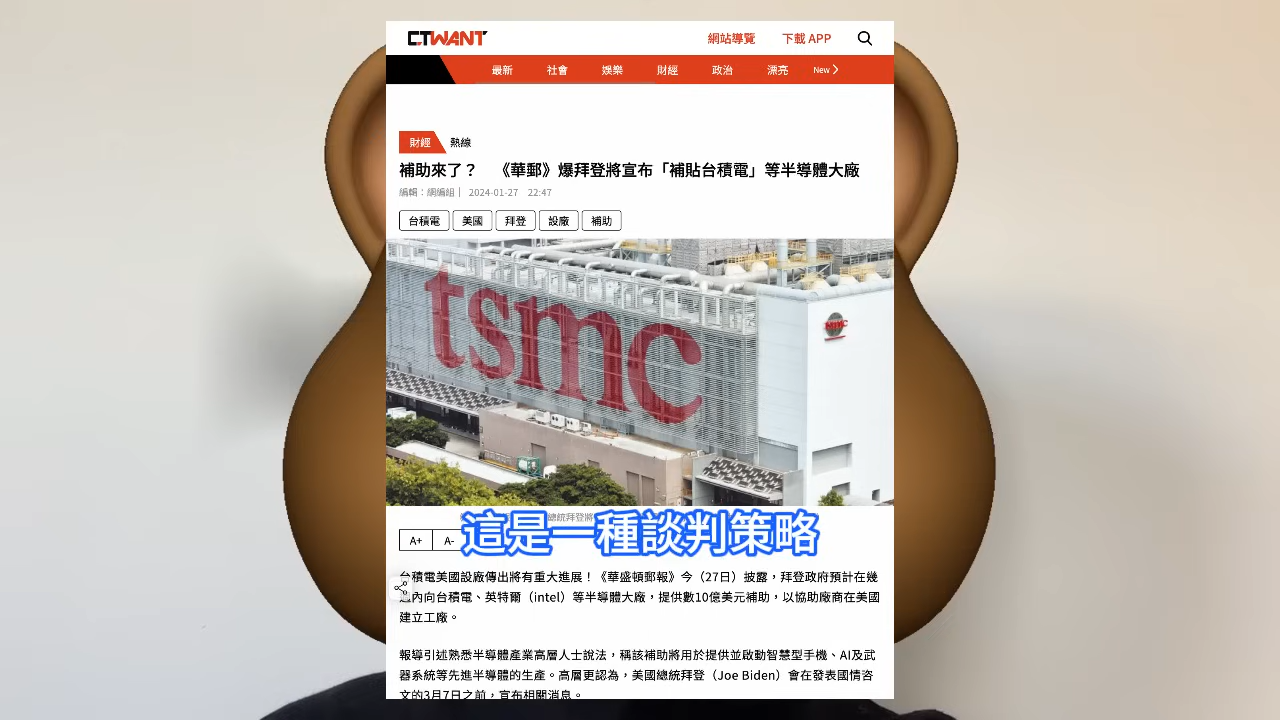 CTWANT
網站導覽
下載 APP
最新
社會
娛樂
財經
政治
漂亮
New
財經
熱線
補助來了？ 《華郵》爆拜登將宣布「補貼台積電」等半導體大廠
編輯：網編組 | 2024-01-27 22:47
台積電
美國
拜登
設廠
補助
tsmc
總統拜登將
A+
A-
這是一種談判策略
台積電美國設廠傳出將有重大進展！《華盛頓郵報》今（27日）披露，拜登政府預計在幾
內向台積電、英特爾（intel）等半導體大廠，提供數10億美元補助，以協助廠商在美國
建立工廠。
報導引述熟悉半導體產業高層人士說法，稱該補助將用於提供並啟動智慧型手機、AI及武
器系統等先進半導體的生產。高層更認為，美國總統拜登（Joe Biden）會在發表國情咨
文的3月7日之前，宣布相關消息。